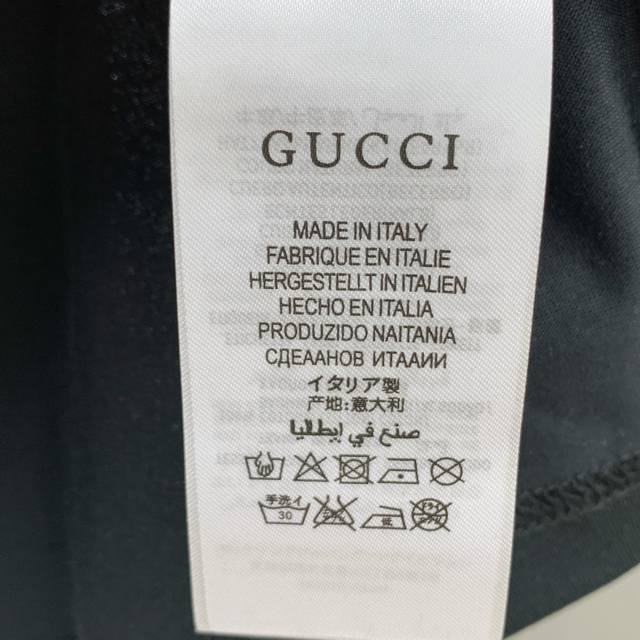 GUCCI
MADE IN ITALY
FABRIQUE EN ITALIE
HERGESTELLT IN ITALIEN
HECHO EN ITALIA
PRODUZIDO NAITANIA
СДЕААНОВ ИТААИИ
イタリア製
产地:意大利
صنع في إيطاليا
手洗イ
30 低